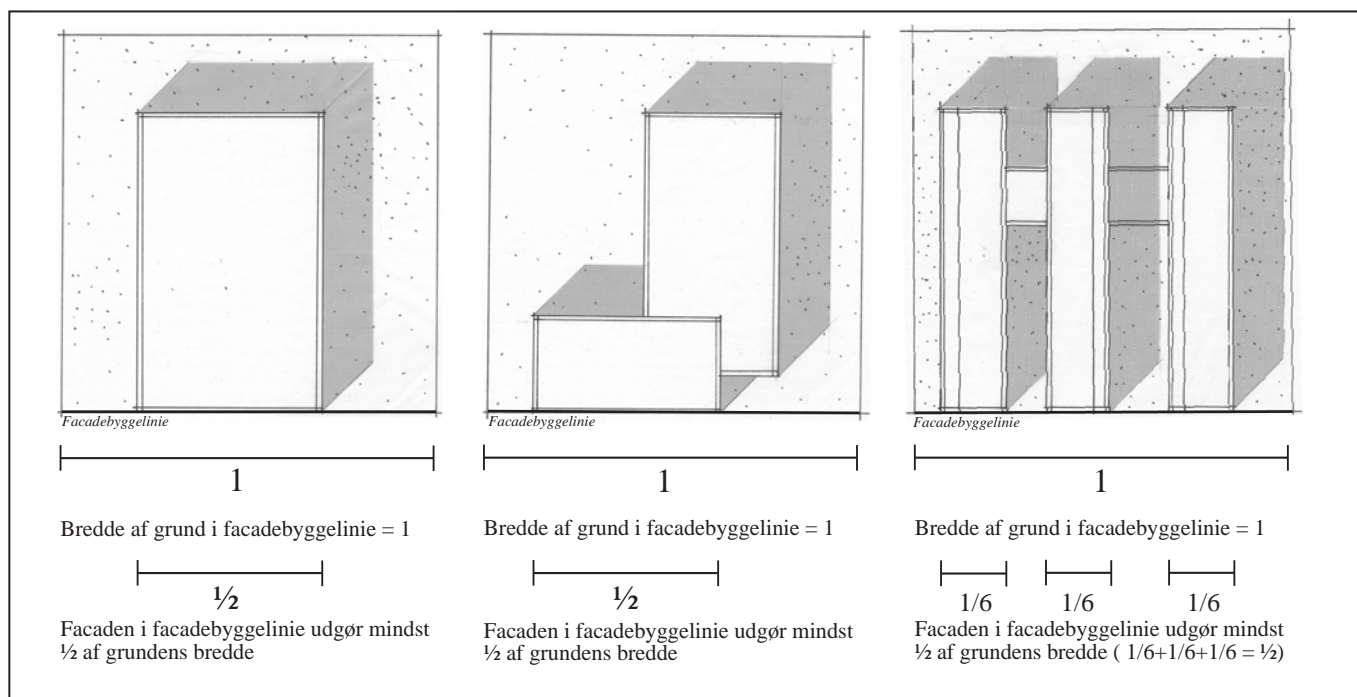 Facadebyggelinie
1
Bredde af grund i facadebyggelinie = 1
½
Facaden i facadebyggelinie udgør mindst
½ af grundens bredde
Facadebyggelinie
1
Bredde af grund i facadebyggelinie = 1
½
Facaden i facadebyggelinie udgør mindst
½ af grundens bredde
Facadebyggelinie
1
Bredde af grund i facadebyggelinie = 1
1/6 1/6 1/6
Facaden i facadebyggelinie udgør mindst
½ af grundens bredde ( 1/6+1/6+1/6 = ½)